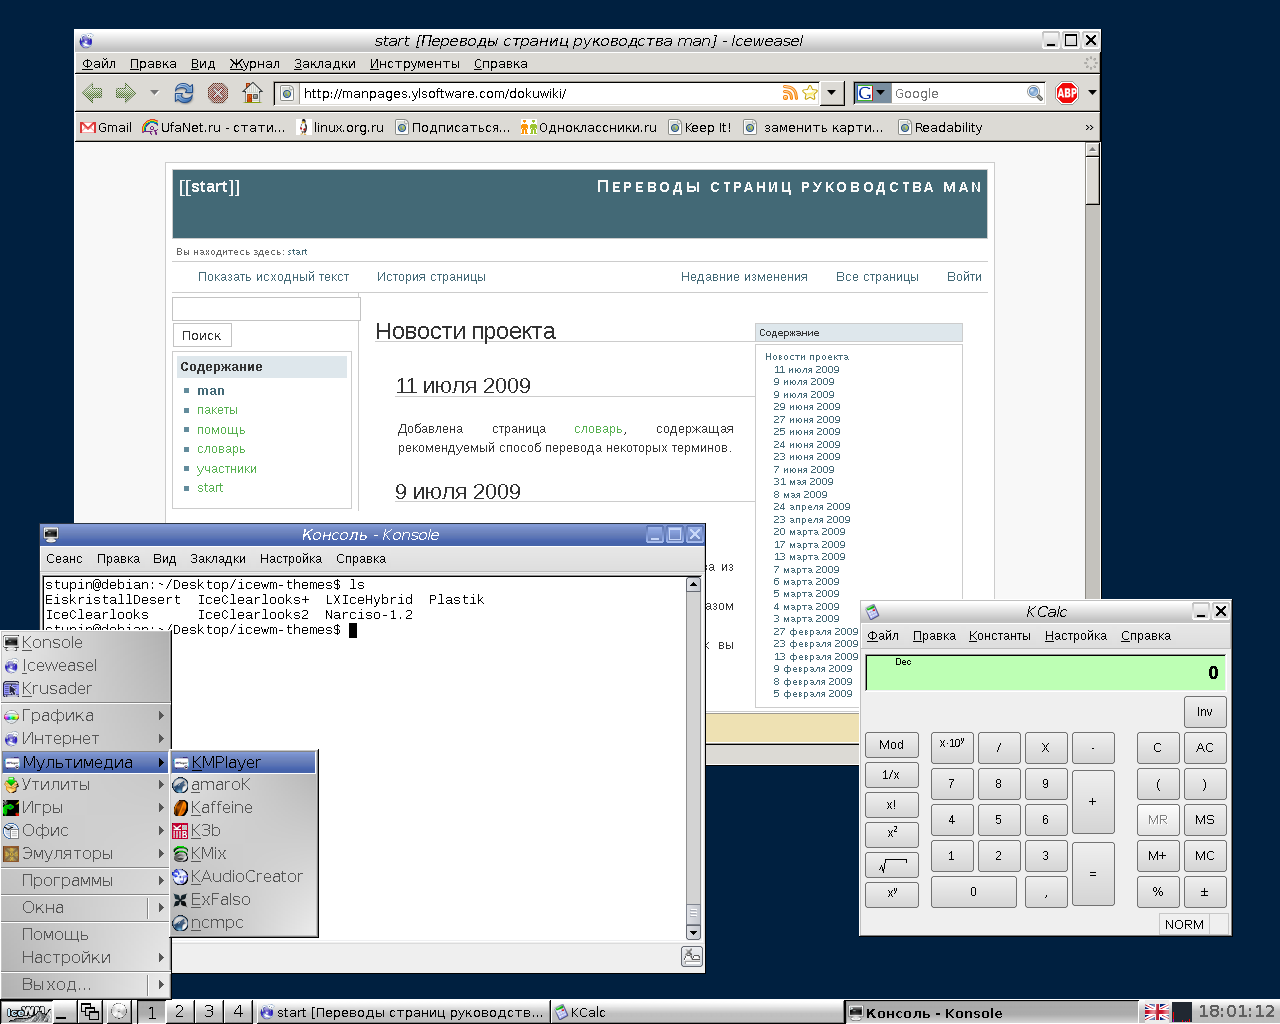 start [Переводы страниц руководства man] - Iceweasel
Файл Правка Вид Журнал Закладки Инструменты Справка
http://manpages.ylsoftware.com/dokuwiki/
G Google ABP
Gmail UfaNet.ru - стати... linux.org.ru Подписаться... Одноклассники.ru Keep It! заменить карти... Readability »
[[start]] Переводы страниц руководства man
Вы находитесь здесь: start
Показать исходный текст История страницы Недавние изменения Все страницы Войти
Поиск
Содержание
man
пакеты
помощь
словарь
участники
start
Новости проекта
11 июля 2009
Добавлена страница словарь, содержащая
рекомендуемый способ перевода некоторых терминов.
9 июля 2009
из
разом
к вы
Содержание
Новости проекта
11 июля 2009
9 июля 2009
9 июля 2009
29 июня 2009
27 июня 2009
25 июня 2009
24 июня 2009
23 июня 2009
7 июня 2009
31 мая 2009
8 мая 2009
24 апреля 2009
23 апреля 2009
20 марта 2009
17 марта 2009
13 марта 2009
7 марта 2009
6 марта 2009
5 марта 2009
4 марта 2009
3 марта 2009
27 февраля 2009
23 февраля 2009
13 февраля 2009
9 февраля 2009
8 февраля 2009
5 февраля 2009
Консоль - Konsole
Сеанс Правка Вид Закладки Настройка Справка
stupin@debian:~/Desktop/icewm-themes$ ls
EiskristallDesert IceClearlooks+ LXIceHybrid Plastik
IceClearlooks IceClearlooks2 Narciso-1.2
stupin@debian:~/Desktop/icewm-themes$
Konsole
Iceweasel
Krusader
Графика
Интернет
Мультимедиа
Утилиты
Игры
Офис
Эмуляторы
Программы
Окна
Помощь
Настройки
Выход...
KMPlayer
amaroK
Kaffeine
K3b
KMix
KAudioCreator
ExFalso
ncmpc
KCalc
Файл Правка Константы Настройка Справка
Dec
0
Inv
Mod x·10^y / X - C AC
1/x 7 8 9 + ( )
x! 4 5 6 MR MS
x² 1 2 3 = M+ MC
√ 0 , % ±
x^y
NORM
IceWM 1 2 3 4 start [Переводы страниц руководств... KCalc Консоль - Konsole 18:01:12